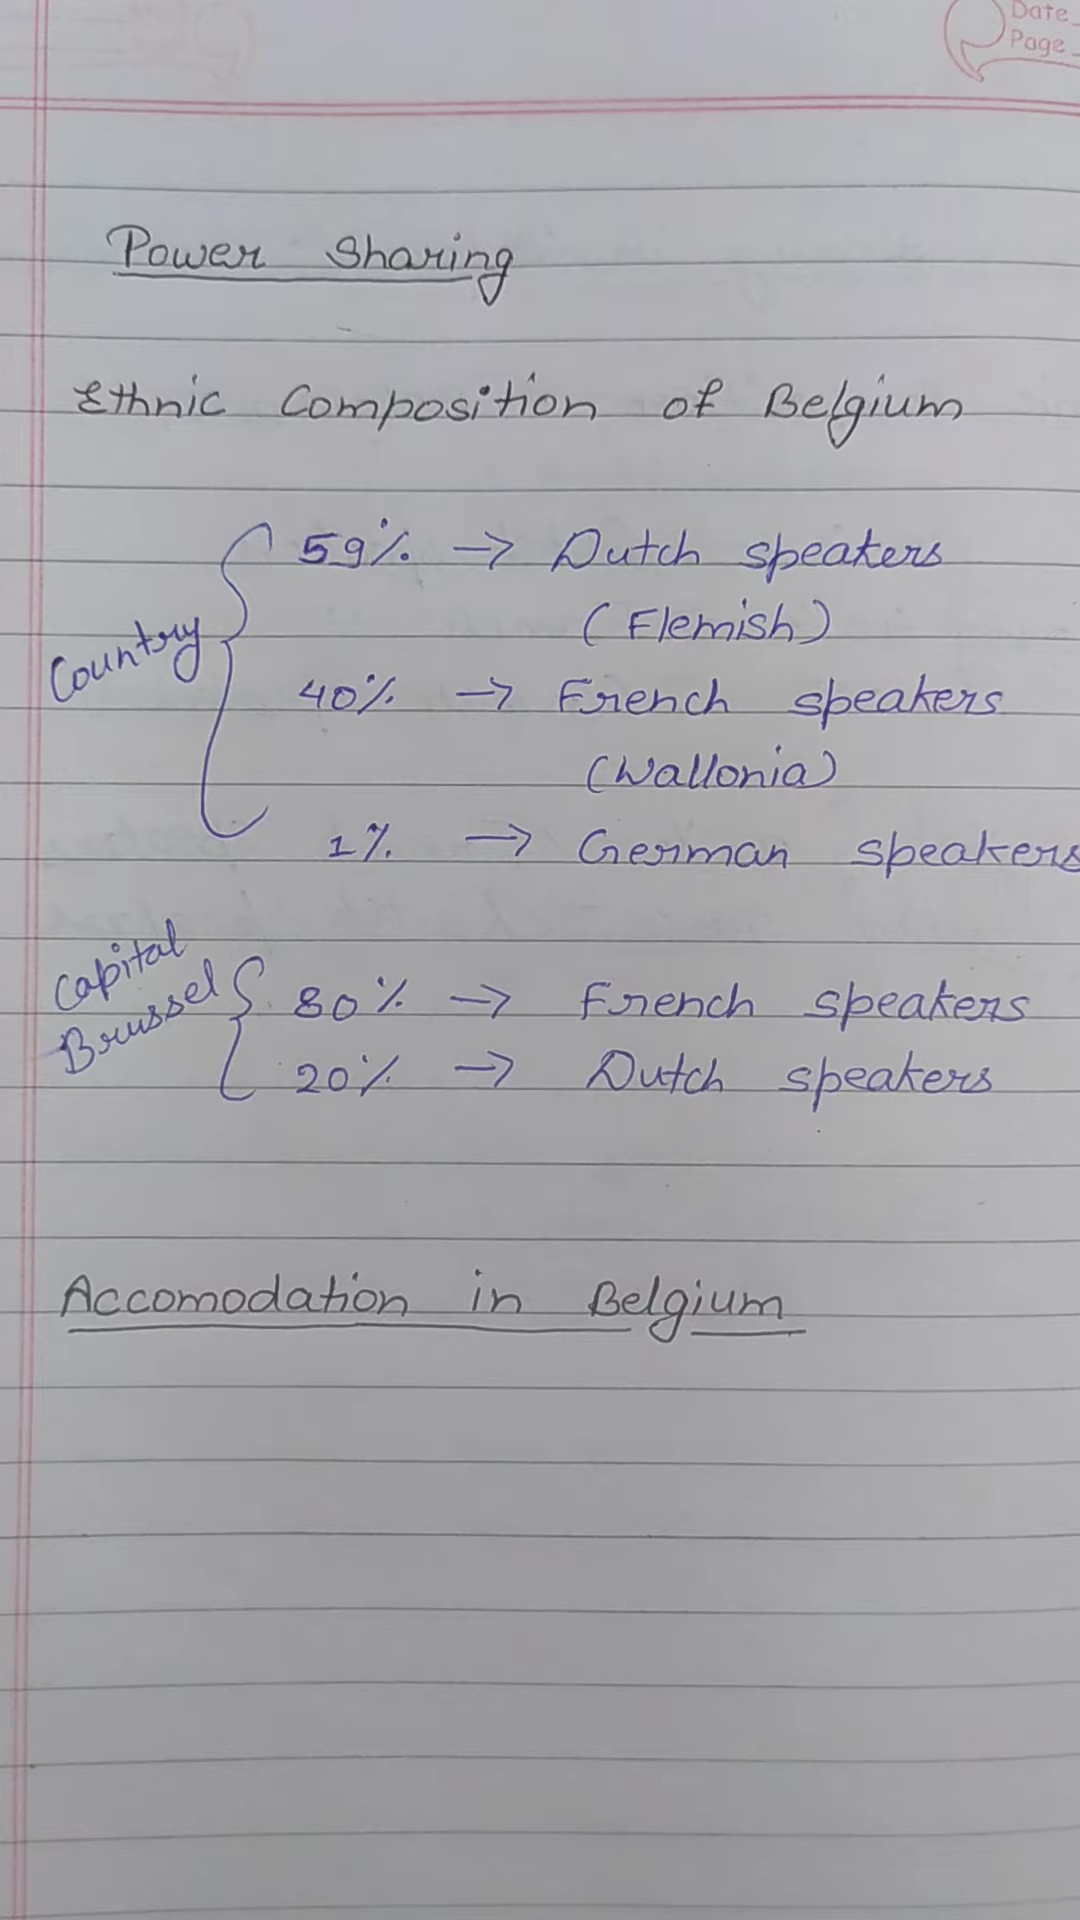 Date
Page
Power Sharing
Ethnic Composition of Belgium
59% → Dutch speakers
(Flemish)
Country
40% → French speakers
(Wallonia)
1% → German speakers
Capital
Brussel
80% → French speakers
20% → Dutch speakers
Accomodation in Belgium